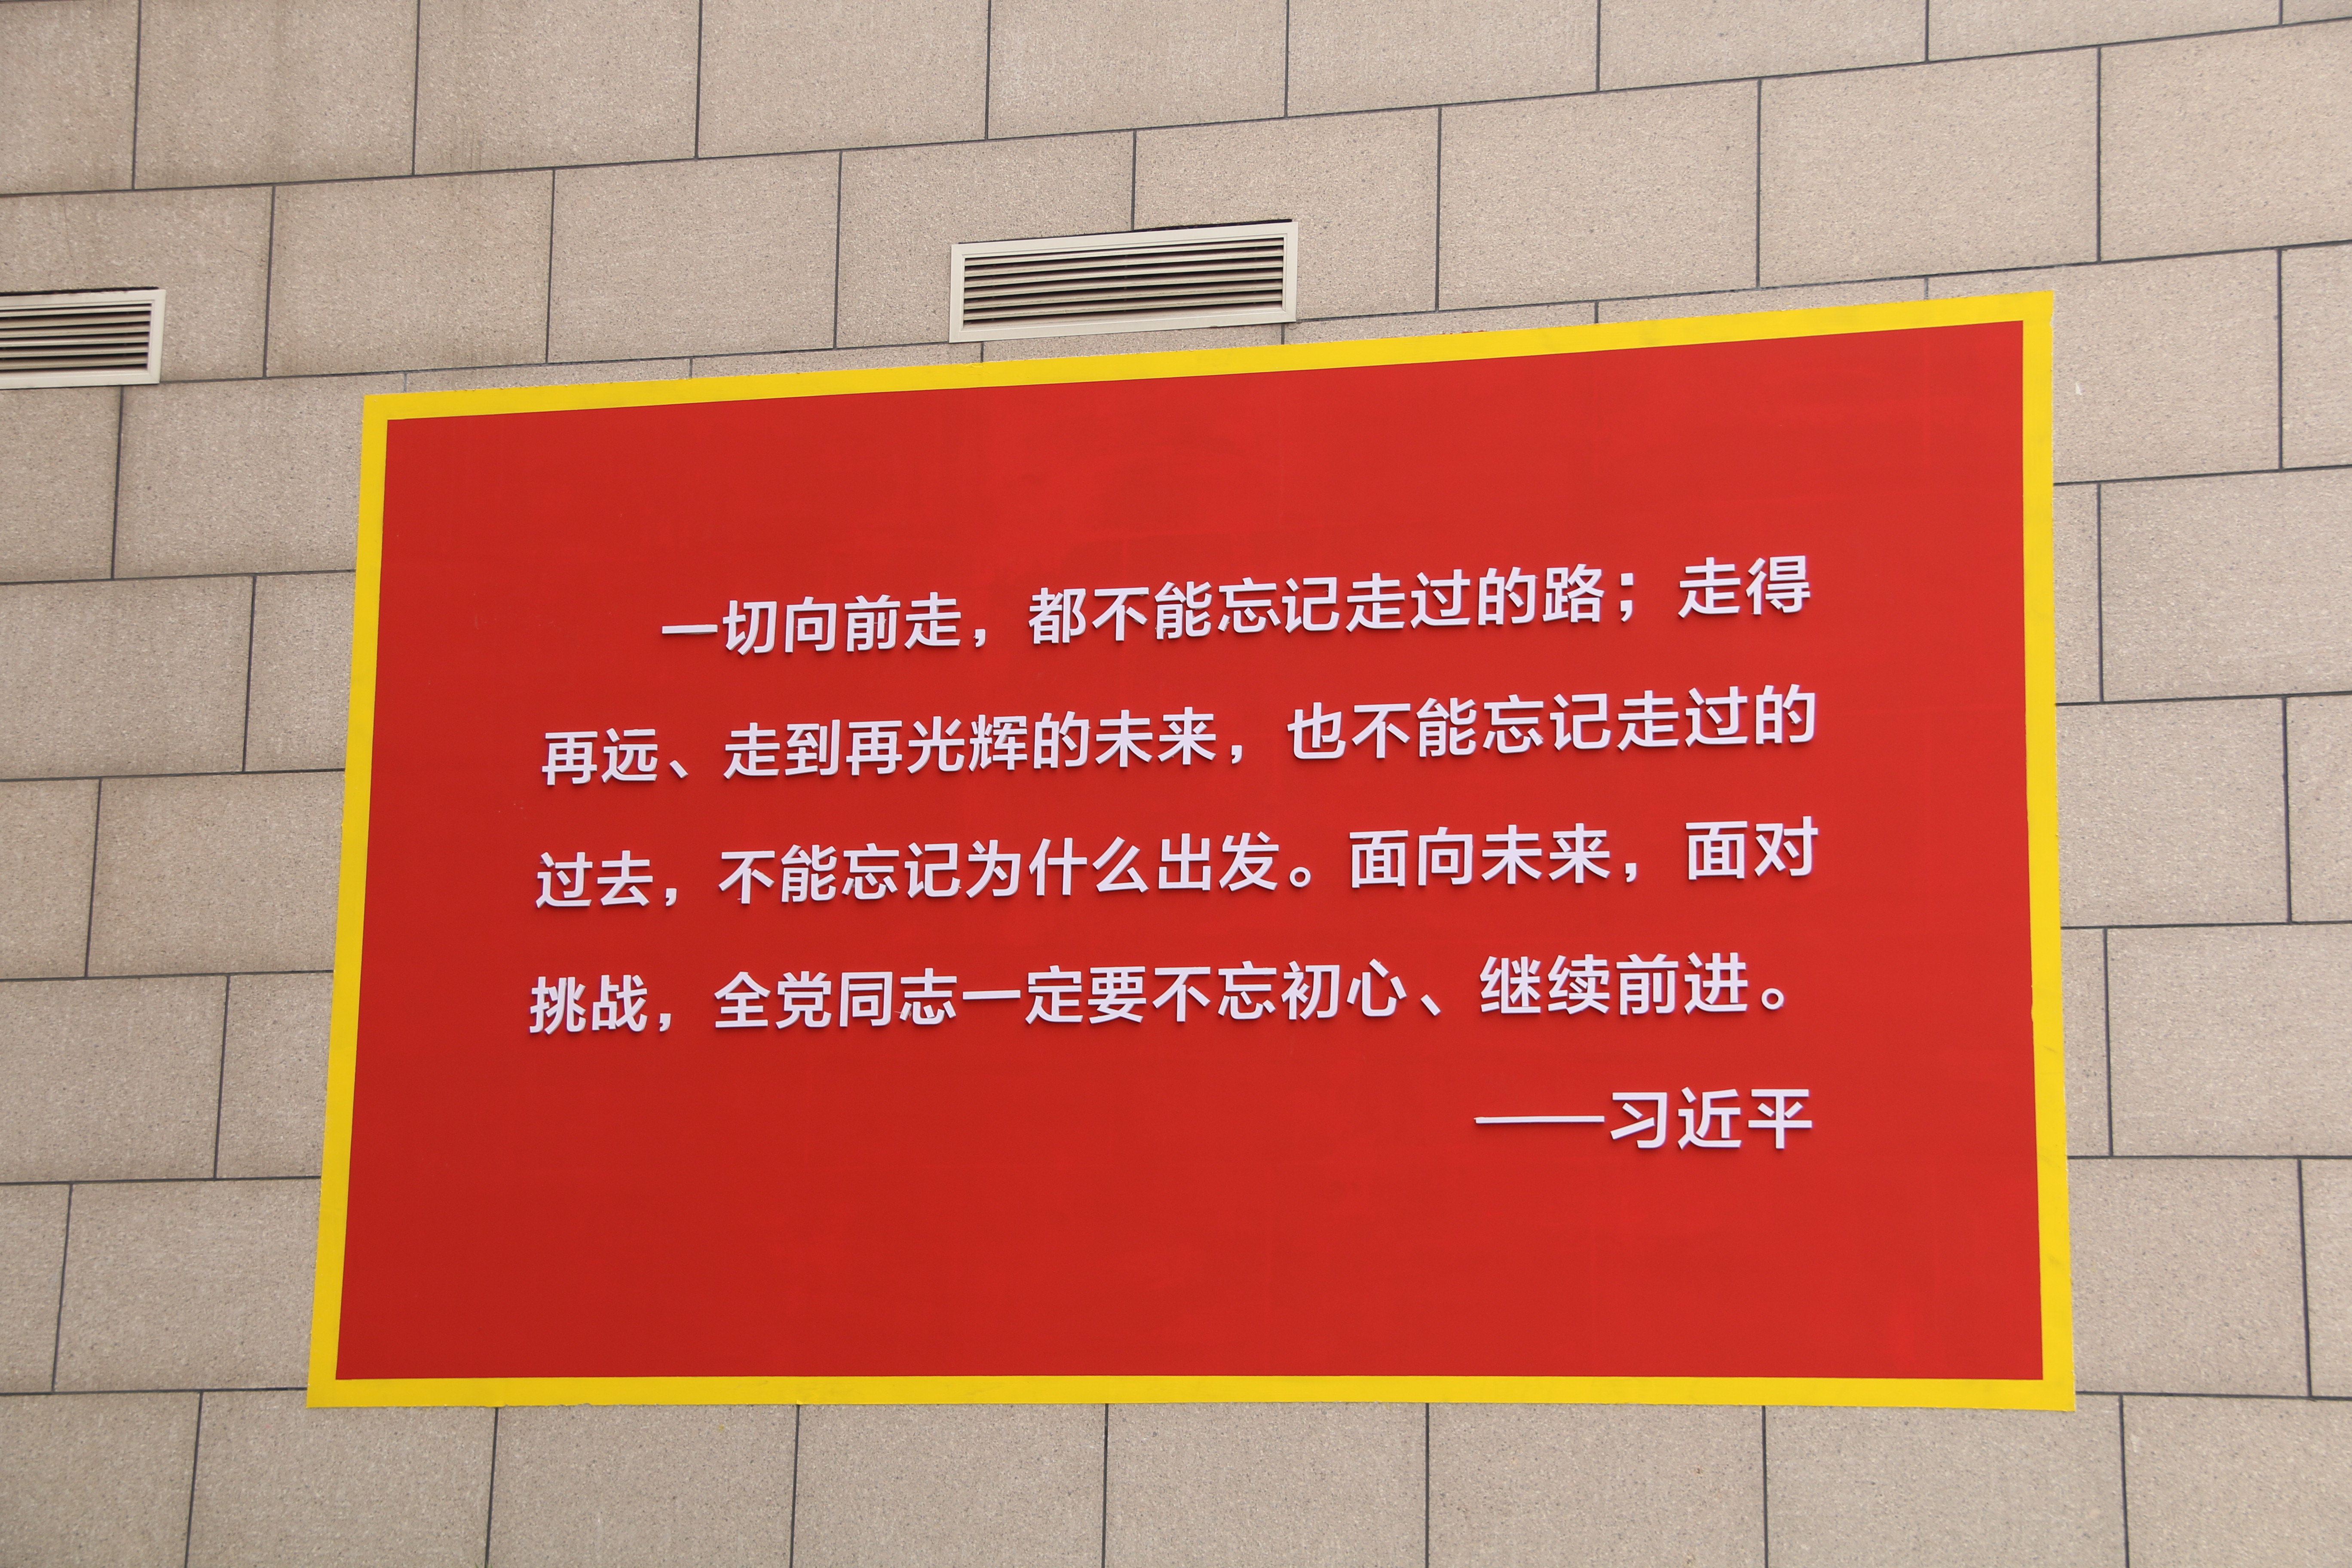 一切向前走，都不能忘记走过的路；走得
再远、走到再光辉的未来，也不能忘记走过的
过去，不能忘记为什么出发。面向未来，面对
挑战，全党同志一定要不忘初心、继续前进。
——习近平